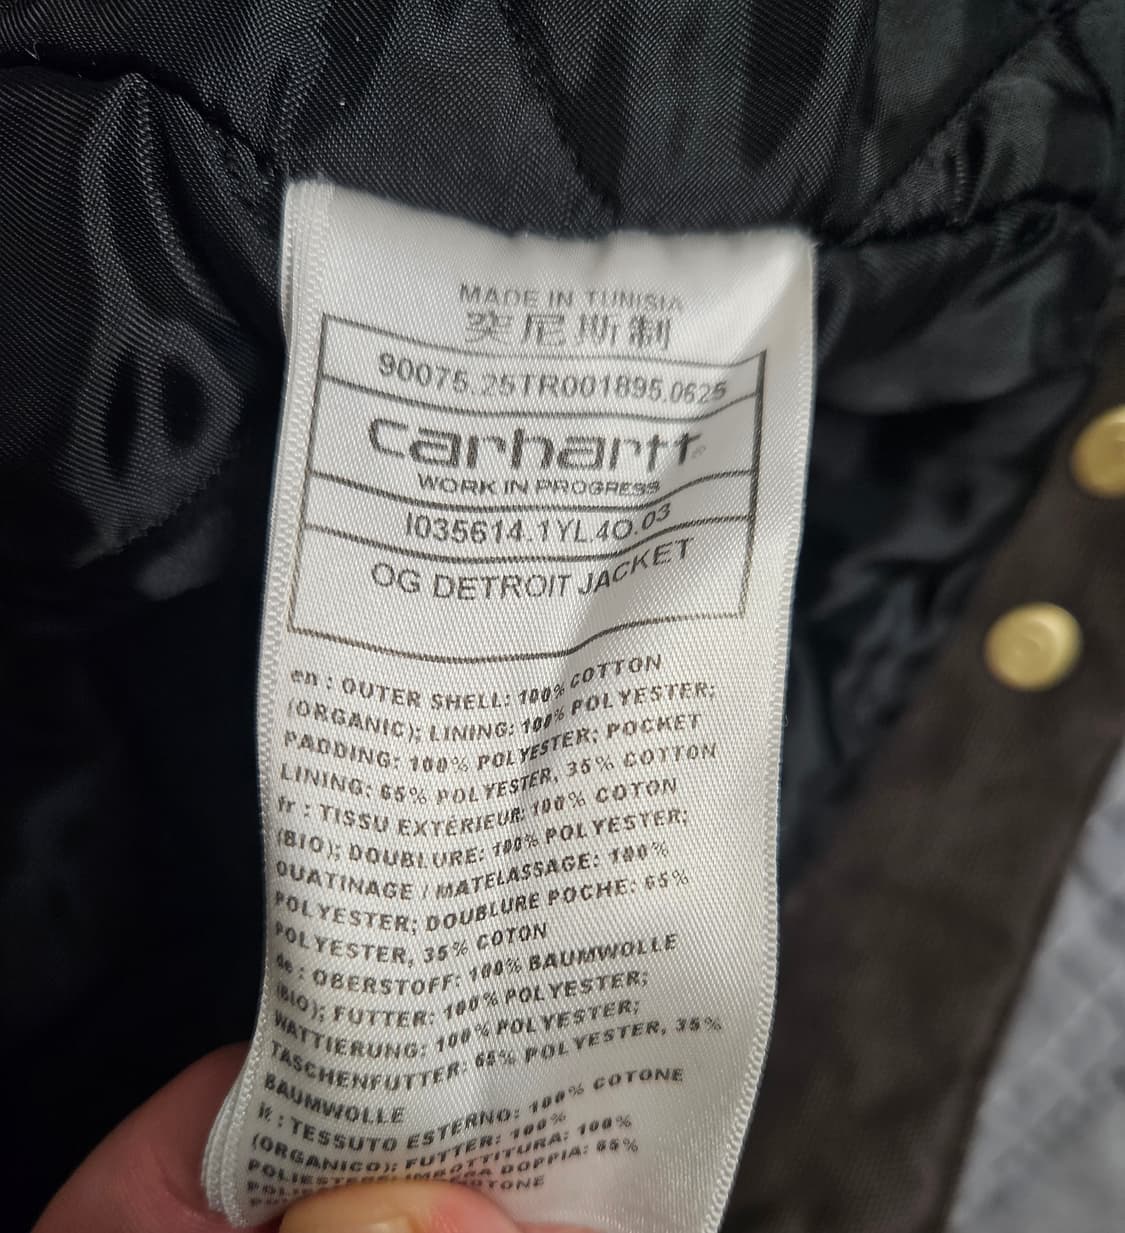 MADE IN TUNISIA
突尼斯制
90075.25TR001895.0625
carhartt
WORK IN PROGRESS
I035614.1YL4O.03
OG DETROIT JACKET
en : OUTER SHELL: 100% COTTON
(ORGANIC); LINING: 100% POLYESTER;
PADDING: 100% POLYESTER; POCKET
LINING: 65% POLYESTER, 35% COTTON
fr : TISSU EXTÉRIEUR: 100% COTON
(BIO); DOUBLURE: 100% POLYESTER;
OUATINAGE / MATELASSAGE: 100%
POLYESTER; DOUBLURE POCHE: 65%
POLYESTER, 35% COTON
de : OBERSTOFF: 100% BAUMWOLLE
(BIO); FUTTER: 100% POLYESTER;
WATTIERUNG: 100% POLYESTER;
TASCHENFUTTER: 65% POLYESTER, 35%
BAUMWOLLE
it : TESSUTO ESTERNO: 100% COTONE
(ORGANICO); FUTTER: 100%
DOPPIA: 65%